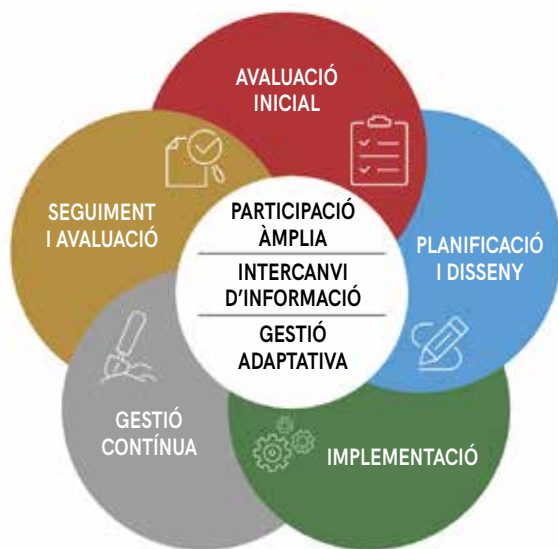 AVALUACIÓ
INICIAL
PLANIFICACIÓ
I DISSENY
IMPLEMENTACIÓ
GESTIÓ
CONTÍNUA
SEGUIMENT
I AVALUACIÓ
PARTICIPACIÓ
ÀMPLIA
INTERCANVI
D’INFORMACIÓ
GESTIÓ
ADAPTATIVA